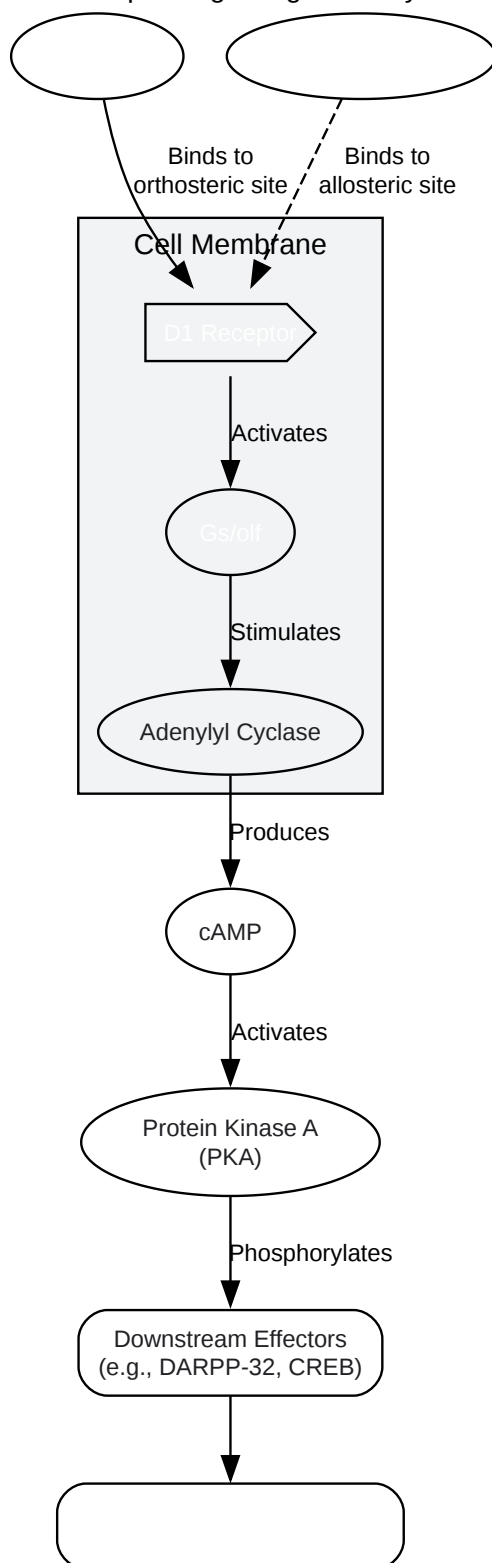 Binds to
orthosteric site
Binds to
allosteric site
Cell Membrane
D1 Receptor
Activates
Gs/olf
Stimulates
Adenylyl Cyclase
Produces
cAMP
Activates
Protein Kinase A
(PKA)
Phosphorylates
Downstream Effectors
(e.g., DARPP-32, CREB)